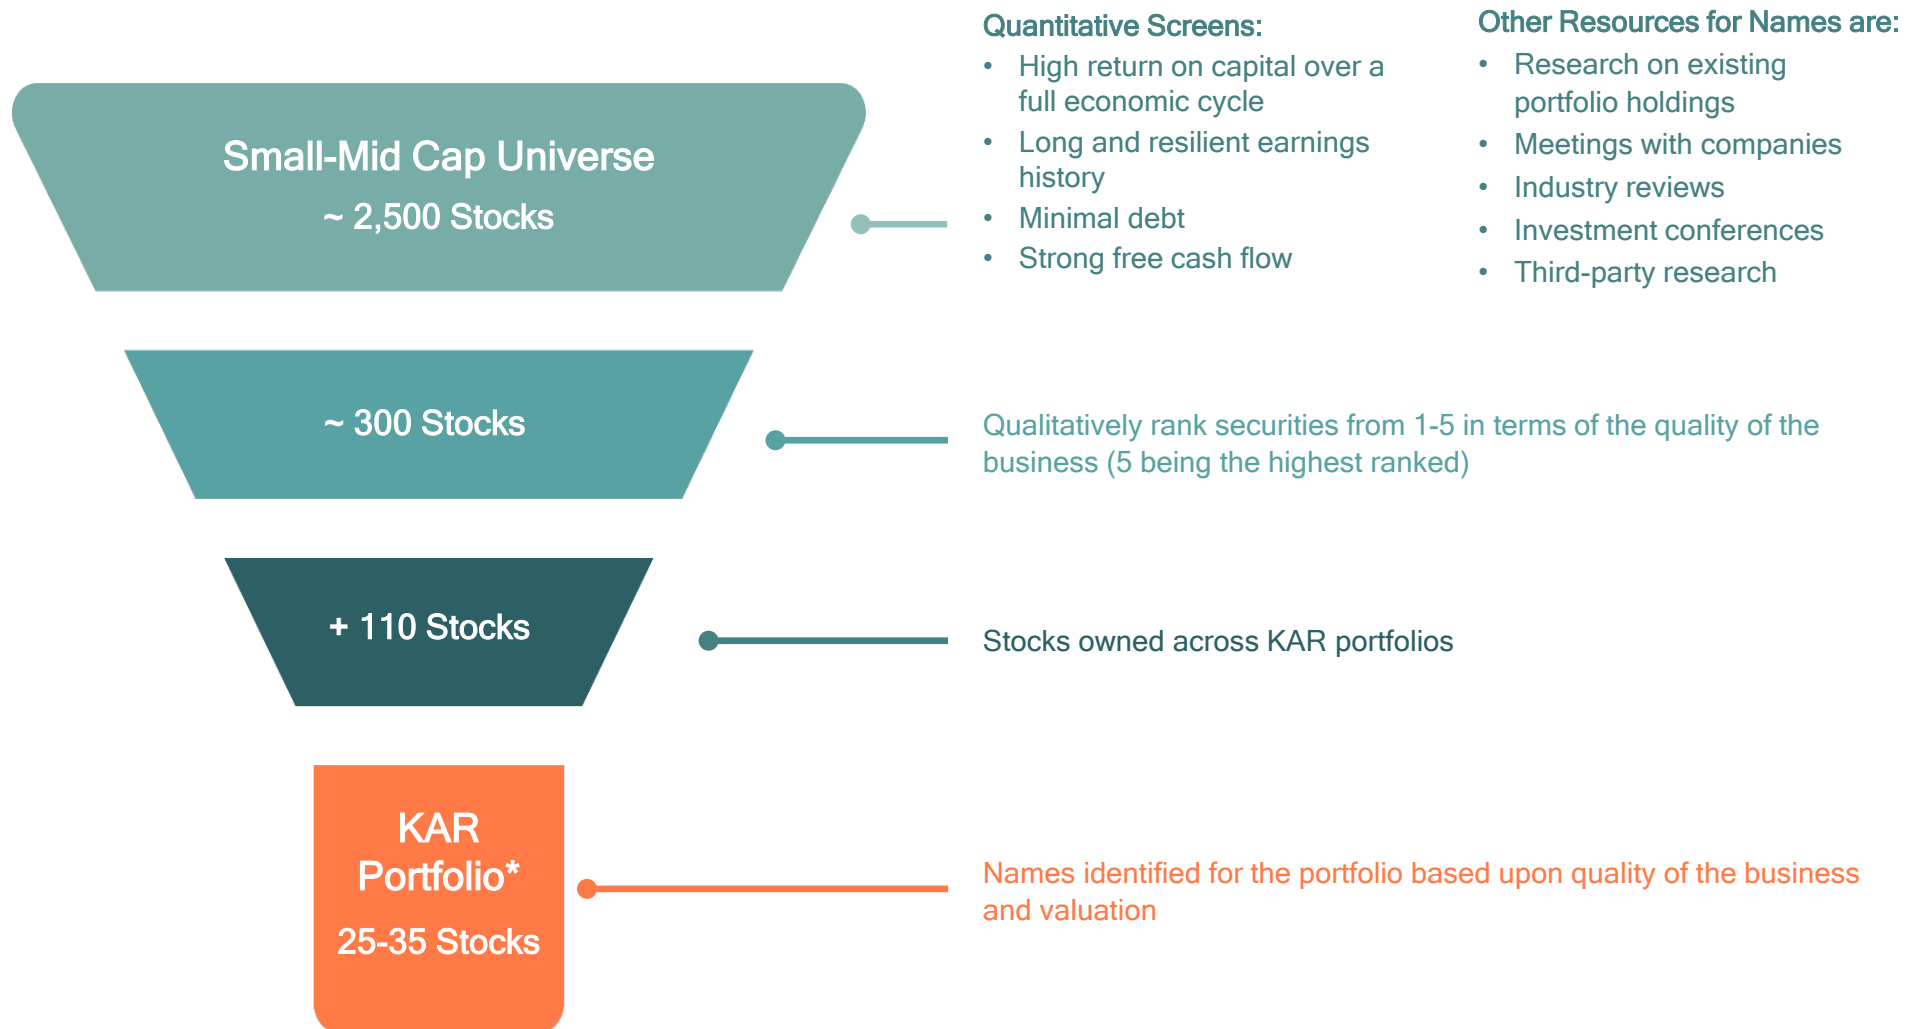 Small-Mid Cap Universe
~ 2,500 Stocks
Quantitative Screens:
• High return on capital over a
full economic cycle
• Long and resilient earnings
history
• Minimal debt
• Strong free cash flow
Other Resources for Names are:
• Research on existing
portfolio holdings
• Meetings with companies
• Industry reviews
• Investment conferences
• Third-party research
~ 300 Stocks
Qualitatively rank securities from 1-5 in terms of the quality of the
business (5 being the highest ranked)
+ 110 Stocks
Stocks owned across KAR portfolios
KAR
Portfolio*
25-35 Stocks
Names identified for the portfolio based upon quality of the business
and valuation